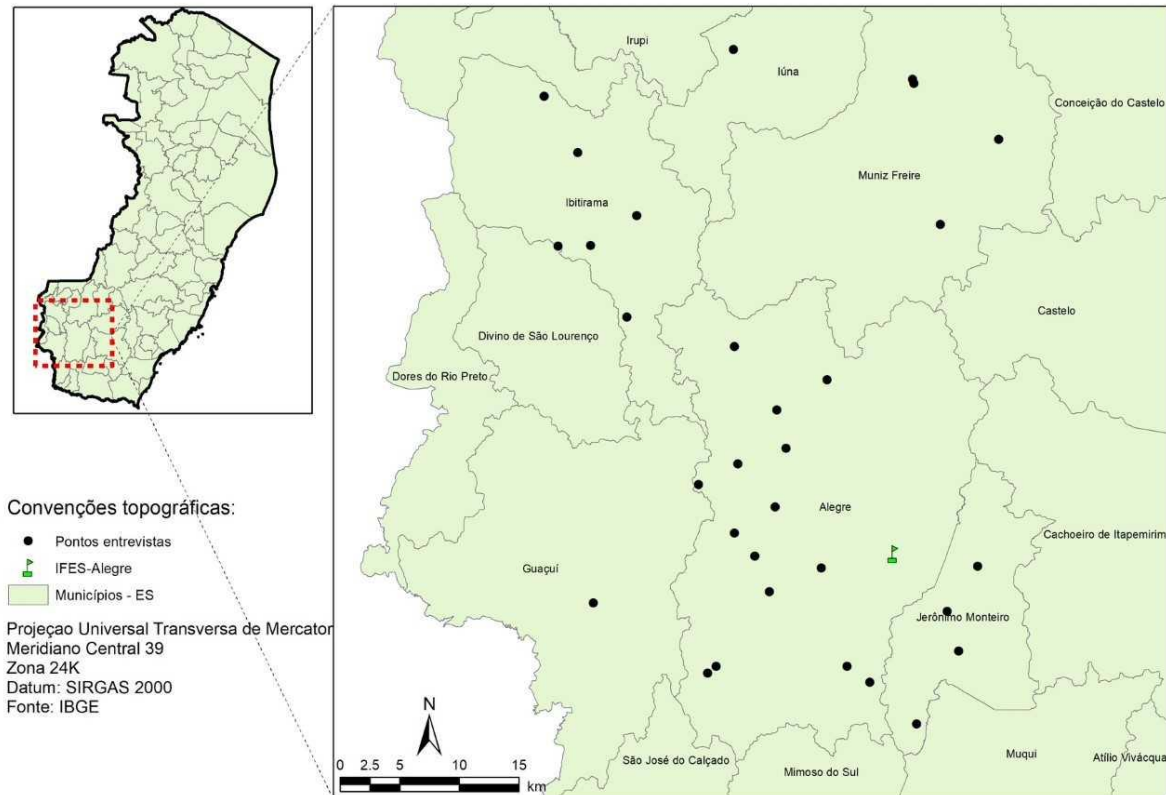 Irupi
Iúna
Conceição do Castelo
Muniz Freire
Ibitirama
Castelo
Divino de São Lourenço
Dores do Rio Preto
Convenções topográficas:
Pontos entrevistas
IFES-Alegre
Municípios - ES
Projeçao Universal Transversa de Mercator
Meridiano Central 39
Zona 24K
Datum: SIRGAS 2000
Fonte: IBGE
Alegre
Cachoeiro de Itapemirim
Guaçuí
Jerônimo Monteiro
N
0 2.5 5 10 15
km
São José do Calçado
Mimoso do Sul
Muqui
Atílio Vivácqua